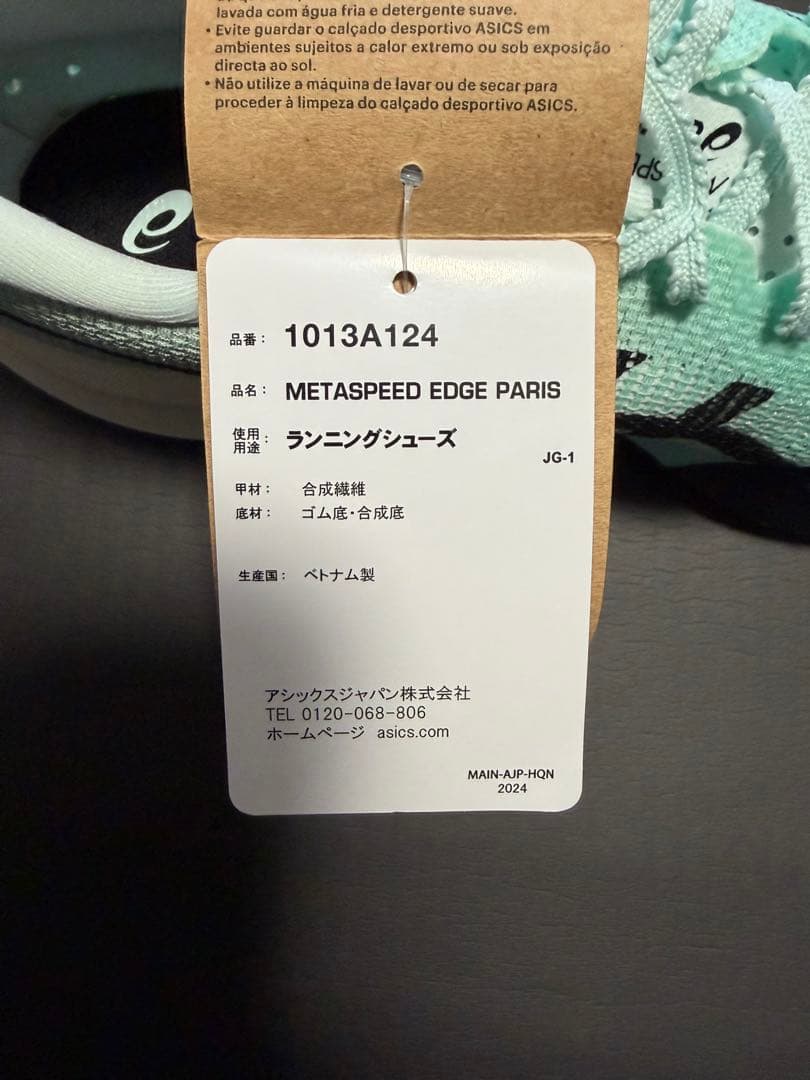 lavada com água fria e detergente suave.
• Evite guardar o calçado desportivo ASICS em
ambientes sujeitos a calor extremo ou sob exposição
directa ao sol.
• Não utilize a máquina de lavar ou de secar para
proceder à limpeza do calçado desportivo ASICS.
品番： 1013A124
品名： METASPEED EDGE PARIS
使用用途： ランニングシューズ
JG-1
甲材： 合成繊維
底材： ゴム底・合成底
生産国： ベトナム製
アシックスジャパン株式会社
TEL 0120-068-806
ホームページ asics.com
MAIN-AJP-HQN
2024